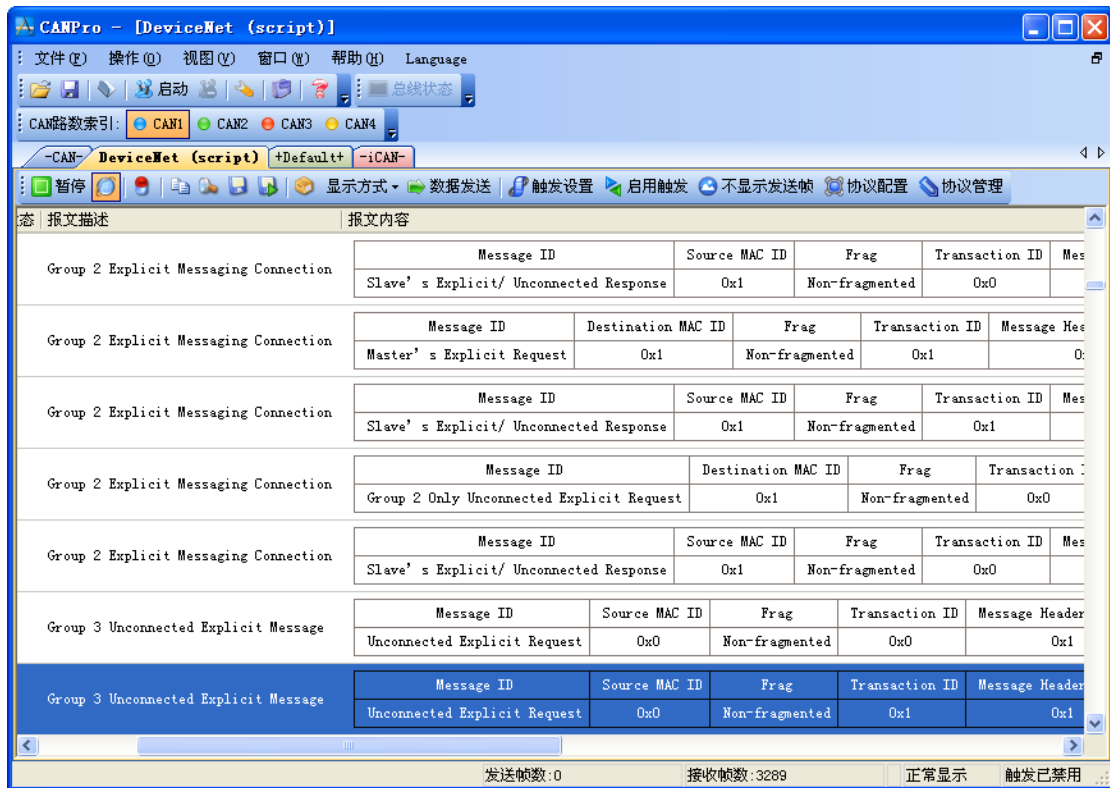 CANPro - [DeviceNet (script)]
文件(F) 操作(O) 视图(V) 窗口(W) 帮助(H) Language
启动 总线状态
CAN路数索引: CAN1 CAN2 CAN3 CAN4
-CAN- DeviceNet (script) +Default+ -iCAN-
暂停 显示方式 数据发送 触发设置 启用触发 不显示发送帧 协议配置 协议管理
态 报文描述 报文内容
Message ID Source MAC ID Frag Transaction ID Mes
Group 2 Explicit Messaging Connection
Slave’s Explicit/ Unconnected Response 0x1 Non-fragmented 0x0
Message ID Destination MAC ID Frag Transaction ID Message Hea
Group 2 Explicit Messaging Connection
Master’s Explicit Request 0x1 Non-fragmented 0x1 0
Message ID Source MAC ID Frag Transaction ID Mes
Group 2 Explicit Messaging Connection
Slave’s Explicit/ Unconnected Response 0x1 Non-fragmented 0x1
Message ID Destination MAC ID Frag Transaction
Group 2 Explicit Messaging Connection
Group 2 Only Unconnected Explicit Request 0x1 Non-fragmented 0x0
Message ID Source MAC ID Frag Transaction ID Mes
Group 2 Explicit Messaging Connection
Slave’s Explicit/ Unconnected Response 0x1 Non-fragmented 0x0
Message ID Source MAC ID Frag Transaction ID Message Header
Group 3 Unconnected Explicit Message
Unconnected Explicit Request 0x0 Non-fragmented 0x0 0x1
Message ID Source MAC ID Frag Transaction ID Message Header
Group 3 Unconnected Explicit Message
Unconnected Explicit Request 0x0 Non-fragmented 0x1 0x1
发送帧数:0 接收帧数:3289 正常显示 触发已禁用